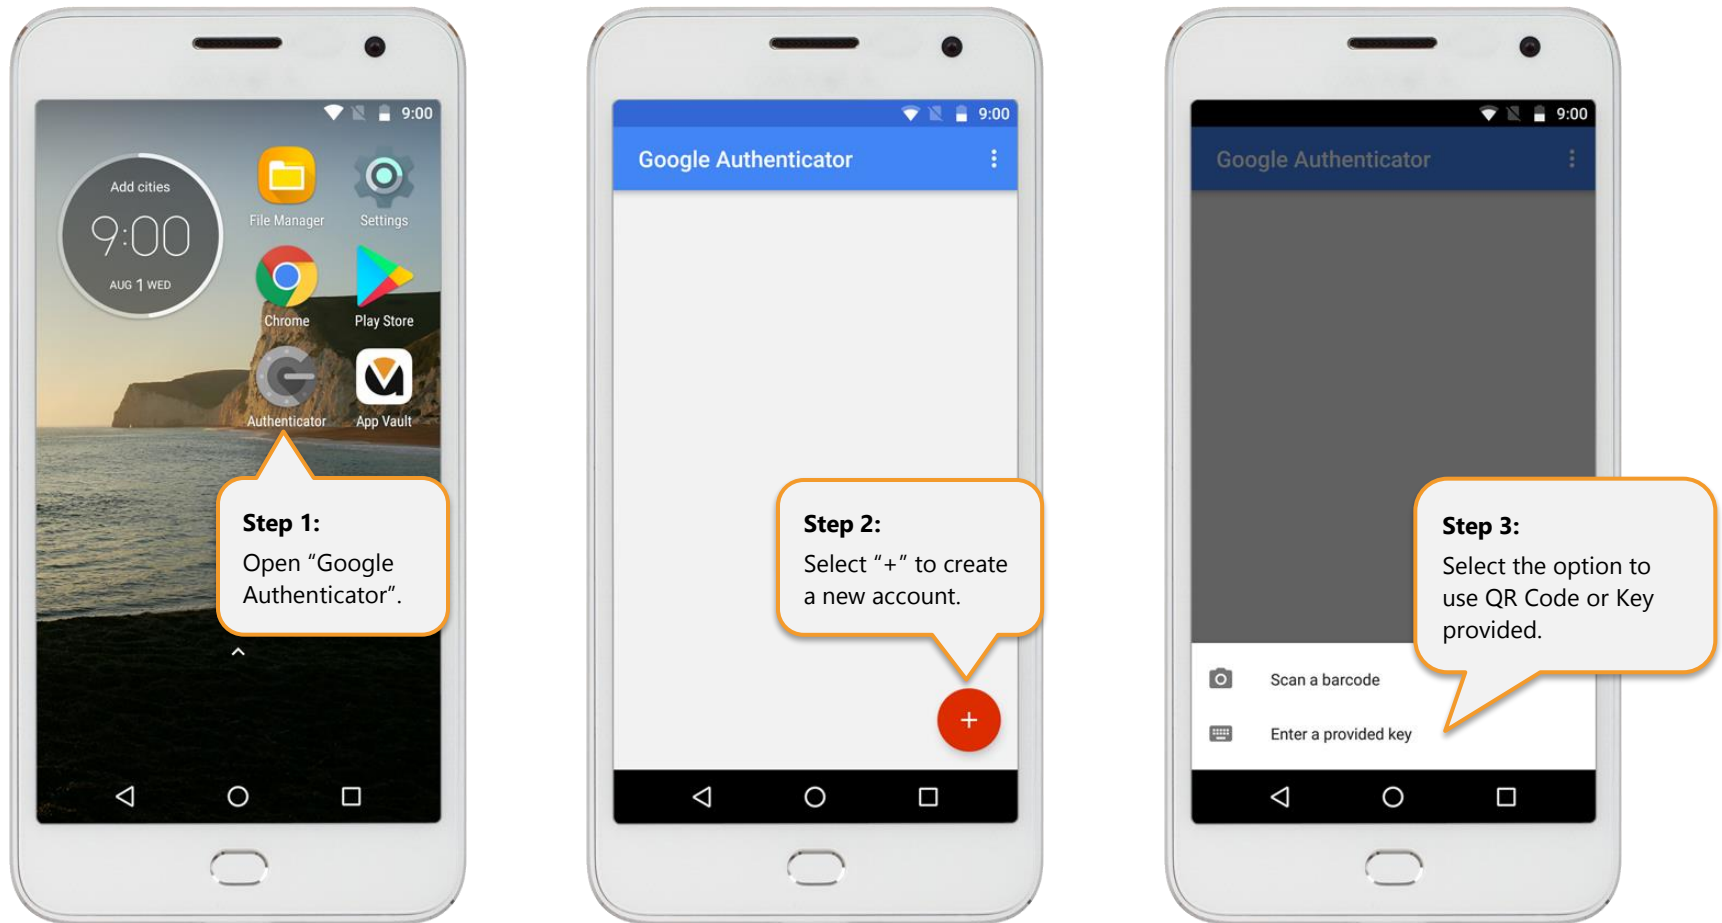 9:00
Add cities
9:00
AUG 1 WED
File Manager
Settings
Chrome
Play Store
Authenticator
App Vault
Step 1:
Open “Google
Authenticator”.
9:00
Google Authenticator
Step 2:
Select “+” to create
a new account.
9:00
Google Authenticator
Step 3:
Select the option to
use QR Code or Key
provided.
Scan a barcode
Enter a provided key